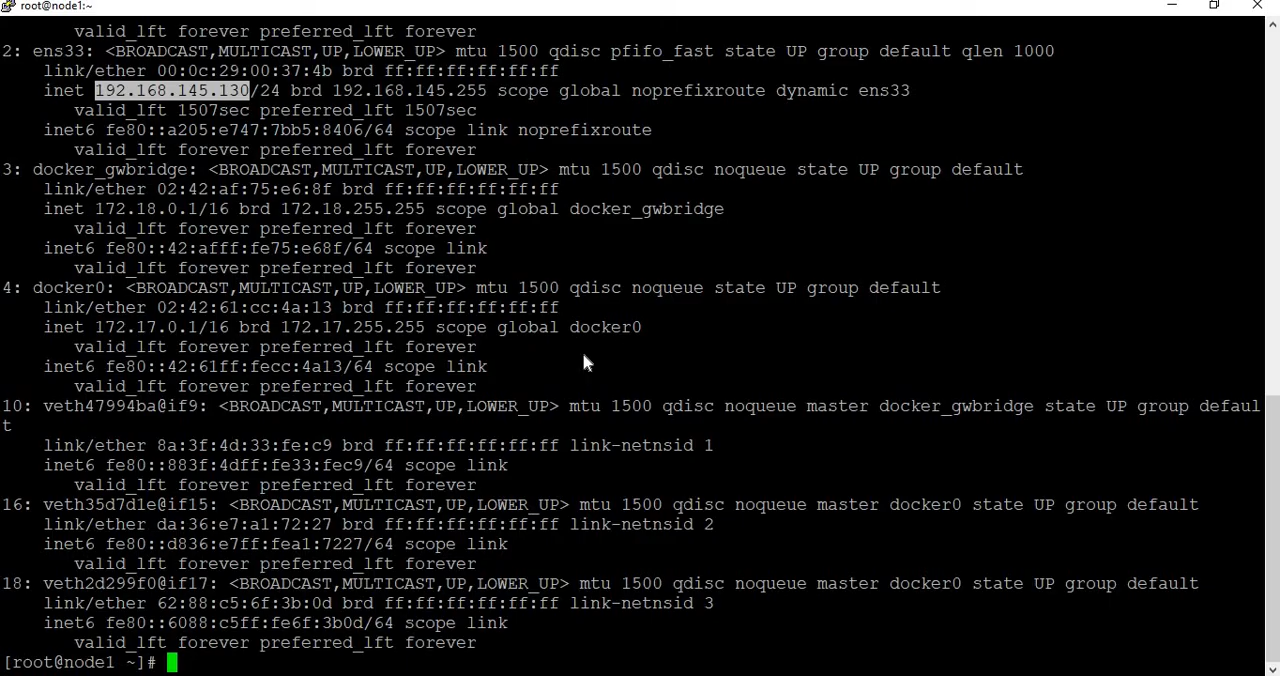 root@node1:~
valid_lft forever preferred_lft forever
2: ens33: <BROADCAST,MULTICAST,UP,LOWER_UP> mtu 1500 qdisc pfifo_fast state UP group default qlen 1000
link/ether 00:0c:29:00:37:4b brd ff:ff:ff:ff:ff:ff
inet 192.168.145.130/24 brd 192.168.145.255 scope global noprefixroute dynamic ens33
valid_lft 1507sec preferred_lft 1507sec
inet6 fe80::a205:e747:7bb5:8406/64 scope link noprefixroute
valid_lft forever preferred_lft forever
3: docker_gwbridge: <BROADCAST,MULTICAST,UP,LOWER_UP> mtu 1500 qdisc noqueue state UP group default
link/ether 02:42:af:75:e6:8f brd ff:ff:ff:ff:ff:ff
inet 172.18.0.1/16 brd 172.18.255.255 scope global docker_gwbridge
valid_lft forever preferred_lft forever
inet6 fe80::42:afff:fe75:e68f/64 scope link
valid_lft forever preferred_lft forever
4: docker0: <BROADCAST,MULTICAST,UP,LOWER_UP> mtu 1500 qdisc noqueue state UP group default
link/ether 02:42:61:cc:4a:13 brd ff:ff:ff:ff:ff:ff
inet 172.17.0.1/16 brd 172.17.255.255 scope global docker0
valid_lft forever preferred_lft forever
inet6 fe80::42:61ff:fecc:4a13/64 scope link
valid_lft forever preferred_lft forever
10: veth47994ba@if9: <BROADCAST,MULTICAST,UP,LOWER_UP> mtu 1500 qdisc noqueue master docker_gwbridge state UP group defaul
t
link/ether 8a:3f:4d:33:fe:c9 brd ff:ff:ff:ff:ff:ff link-netnsid 1
inet6 fe80::883f:4dff:fe33:fec9/64 scope link
valid_lft forever preferred_lft forever
16: veth35d7d1e@if15: <BROADCAST,MULTICAST,UP,LOWER_UP> mtu 1500 qdisc noqueue master docker0 state UP group default
link/ether da:36:e7:a1:72:27 brd ff:ff:ff:ff:ff:ff link-netnsid 2
inet6 fe80::d836:e7ff:fea1:7227/64 scope link
valid_lft forever preferred_lft forever
18: veth2d299f0@if17: <BROADCAST,MULTICAST,UP,LOWER_UP> mtu 1500 qdisc noqueue master docker0 state UP group default
link/ether 62:88:c5:6f:3b:0d brd ff:ff:ff:ff:ff:ff link-netnsid 3
inet6 fe80::6088:c5ff:fe6f:3b0d/64 scope link
valid_lft forever preferred_lft forever
[root@node1 ~]#